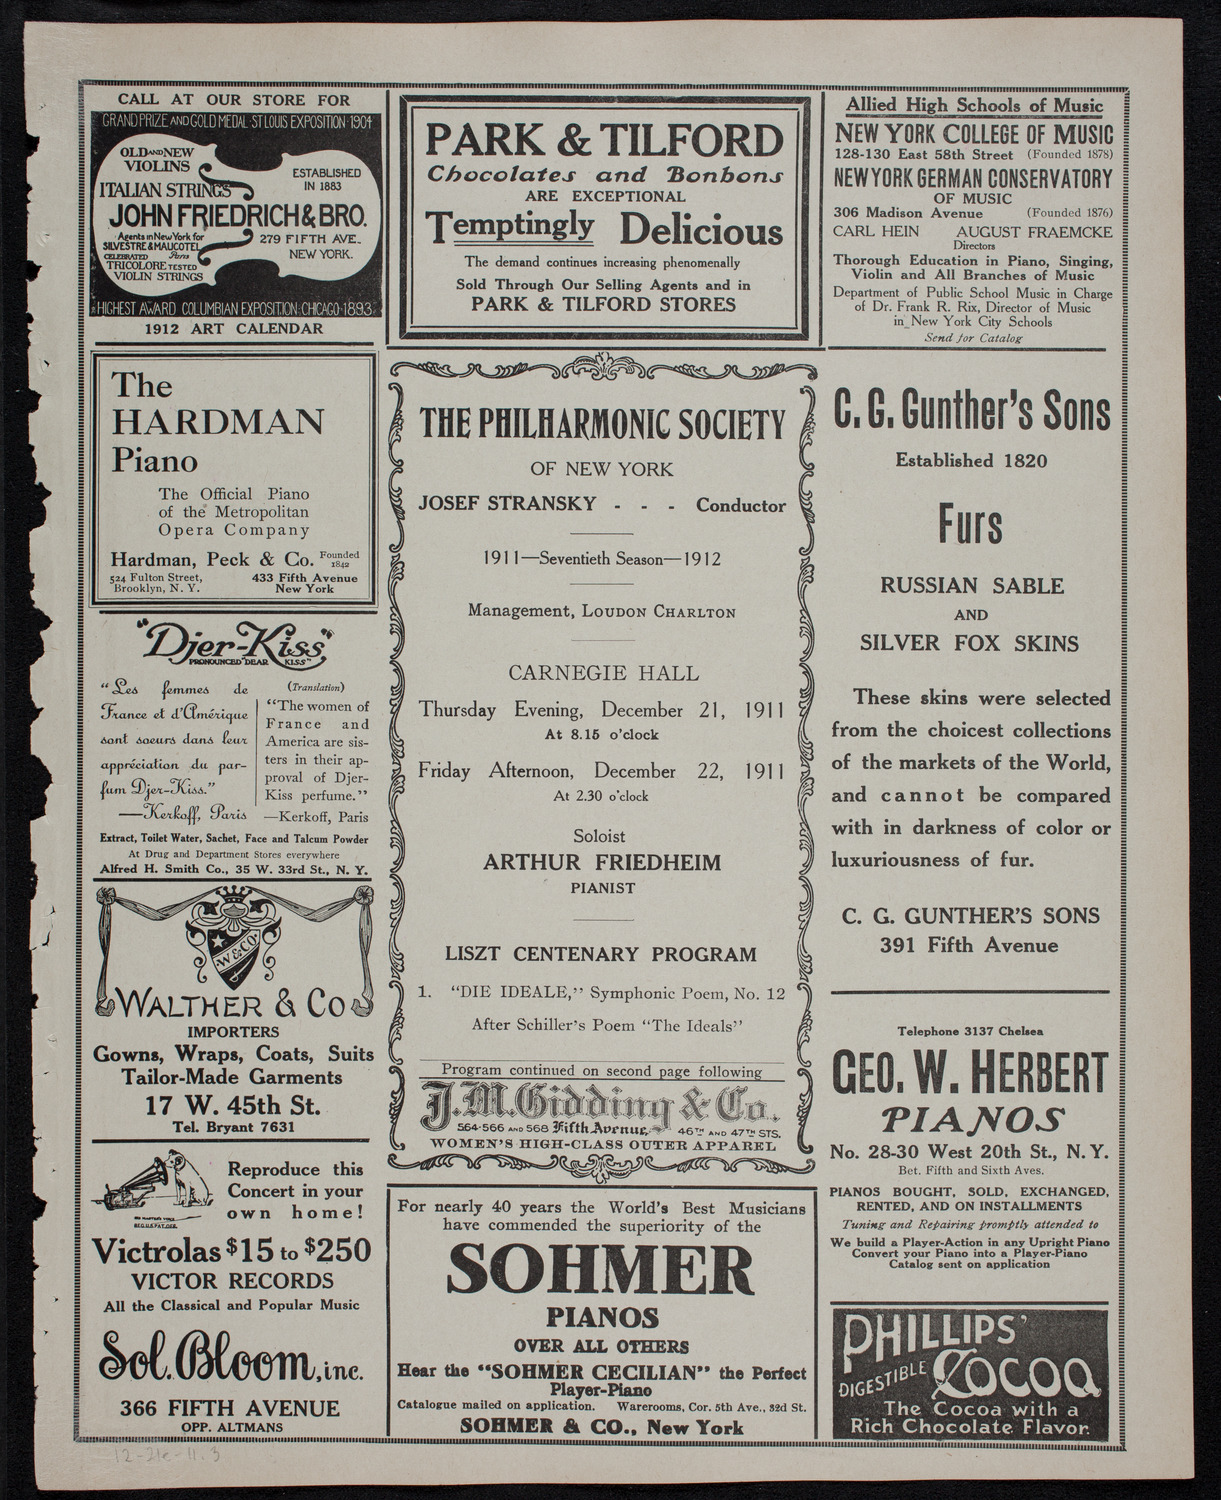 CALL AT OUR STORE FOR
GRAND PRIZE AND GOLD MEDAL · ST LOUIS EXPOSITION · 1904
OLD AND NEW
VIOLINS
ITALIAN STRINGS
ESTABLISHED
IN 1883
JOHN FRIEDRICH & BRO.
Agents in New York for
SILVESTRE & MAUCOTEL
CELEBRATED Paris
TRICOLORE TESTED
VIOLIN STRINGS
279 FIFTH AVE.
NEW YORK.
HIGHEST AWARD COLUMBIAN EXPOSITION: CHICAGO · 1893
1912 ART CALENDAR
The
HARDMAN
Piano
The Official Piano
of the Metropolitan
Opera Company
Hardman, Peck & Co. Founded 1842
524 Fulton Street,
Brooklyn, N. Y.
433 Fifth Avenue
New York
"Djer-Kiss"
PRONOUNCED "DEAR KISS"
"Les femmes de
France et d'Amérique
sont soeurs dans leur
appréciation du par-
fum Djer-Kiss."
—Kerkoff, Paris
(Translation)
"The women of
France and
America are sis-
ters in their ap-
proval of Djer-
Kiss perfume."
—Kerkoff, Paris
Extract, Toilet Water, Sachet, Face and Talcum Powder
At Drug and Department Stores everywhere
Alfred H. Smith Co., 35 W. 33rd St., N. Y.
W & CO.
WALTHER & CO
IMPORTERS
Gowns, Wraps, Coats, Suits
Tailor-Made Garments
17 W. 45th St.
Tel. Bryant 7631
HIS MASTER'S VOICE
REG. U.S. PAT. OFF.
Reproduce this
Concert in your
own home!
Victrolas $15 to $250
VICTOR RECORDS
All the Classical and Popular Music
Sol. Bloom, inc.
366 FIFTH AVENUE
OPP. ALTMANS
PARK & TILFORD
Chocolates and Bonbons
ARE EXCEPTIONAL
Temptingly Delicious
The demand continues increasing phenomenally
Sold Through Our Selling Agents and in
PARK & TILFORD STORES
THE PHILHARMONIC SOCIETY
OF NEW YORK
JOSEF STRANSKY - - - Conductor
1911—Seventieth Season—1912
Management, LOUDON CHARLTON
CARNEGIE HALL
Thursday Evening, December 21, 1911
At 8.15 o'clock
Friday Afternoon, December 22, 1911
At 2.30 o'clock
Soloist
ARTHUR FRIEDHEIM
PIANIST
LISZT CENTENARY PROGRAM
1. "DIE IDEALE," Symphonic Poem, No. 12
After Schiller's Poem "The Ideals"
Program continued on second page following
J. M. Gidding & Co.
564-566 AND 568 Fifth Avenue, 46TH AND 47TH STS.
WOMEN'S HIGH-CLASS OUTER APPAREL
For nearly 40 years the World's Best Musicians
have commended the superiority of the
SOHMER
PIANOS
OVER ALL OTHERS
Hear the "SOHMER CECILIAN" the Perfect
Player-Piano
Catalogue mailed on application. Warerooms, Cor. 5th Ave., 32d St.
SOHMER & CO., New York
Allied High Schools of Music
NEW YORK COLLEGE OF MUSIC
128-130 East 58th Street (Founded 1878)
NEW YORK GERMAN CONSERVATORY
OF MUSIC
306 Madison Avenue (Founded 1876)
CARL HEIN AUGUST FRAEMCKE
Directors
Thorough Education in Piano, Singing,
Violin and All Branches of Music
Department of Public School Music in Charge
of Dr. Frank R. Rix, Director of Music
in New York City Schools
Send for Catalog
C. G. Gunther's Sons
Established 1820
Furs
RUSSIAN SABLE
AND
SILVER FOX SKINS
These skins were selected
from the choicest collections
of the markets of the World,
and cannot be compared
with in darkness of color or
luxuriousness of fur.
C. G. GUNTHER'S SONS
391 Fifth Avenue
Telephone 3137 Chelsea
GEO. W. HERBERT
PIANOS
No. 28-30 West 20th St., N. Y.
Bet. Fifth and Sixth Aves.
PIANOS BOUGHT, SOLD, EXCHANGED,
RENTED, AND ON INSTALLMENTS
Tuning and Repairing promptly attended to
We build a Player-Action in any Upright Piano
Convert your Piano into a Player-Piano
Catalog sent on application
PHILLIPS'
DIGESTIBLE COCOA
The Cocoa with a
Rich Chocolate Flavor.
12-21e-11.3